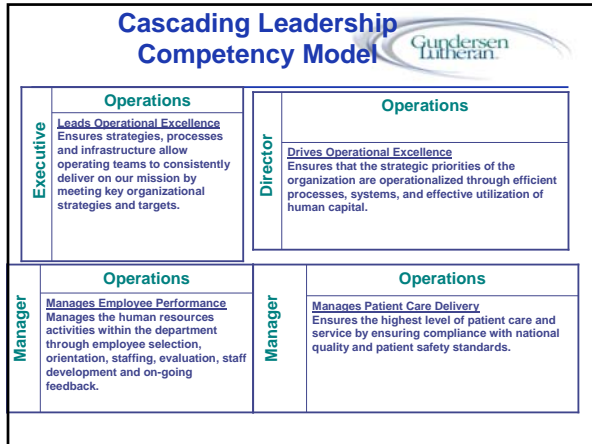 Cascading Leadership
Competency Model
Gundersen
Lutheran
Executive
Operations
Leads Operational Excellence
Ensures strategies, processes
and infrastructure allow
operating teams to consistently
deliver on our mission by
meeting key organizational
strategies and targets.
Director
Operations
Drives Operational Excellence
Ensures that the strategic priorities of the
organization are operationalized through efficient
processes, systems, and effective utilization of
human capital.
Manager
Operations
Manages Employee Performance
Manages the human resources
activities within the department
through employee selection,
orientation, staffing, evaluation, staff
development and on-going
feedback.
Manager
Operations
Manages Patient Care Delivery
Ensures the highest level of patient care and
service by ensuring compliance with national
quality and patient safety standards.